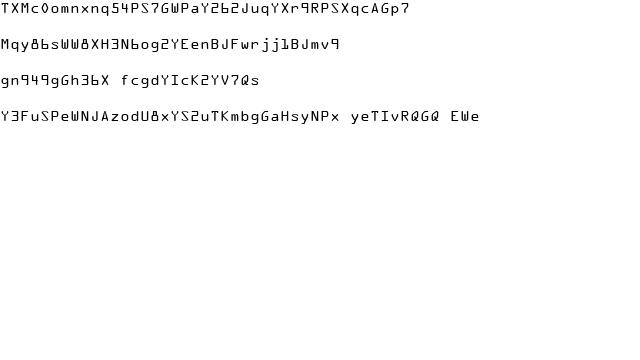 TXMc0omnxnq54PS7GWPaY262JuqYXr9RPSXqcAGp7
Mqy86sWW8XH3N6og2YEenBJFwrjj1BJmv9
gn949gGh36X fcgdYIcK2YV7Qs
Y3FuSPeWNJAzodU8xYS2uTKmbgGaHsyNPx yeTIvRQGQ EWe